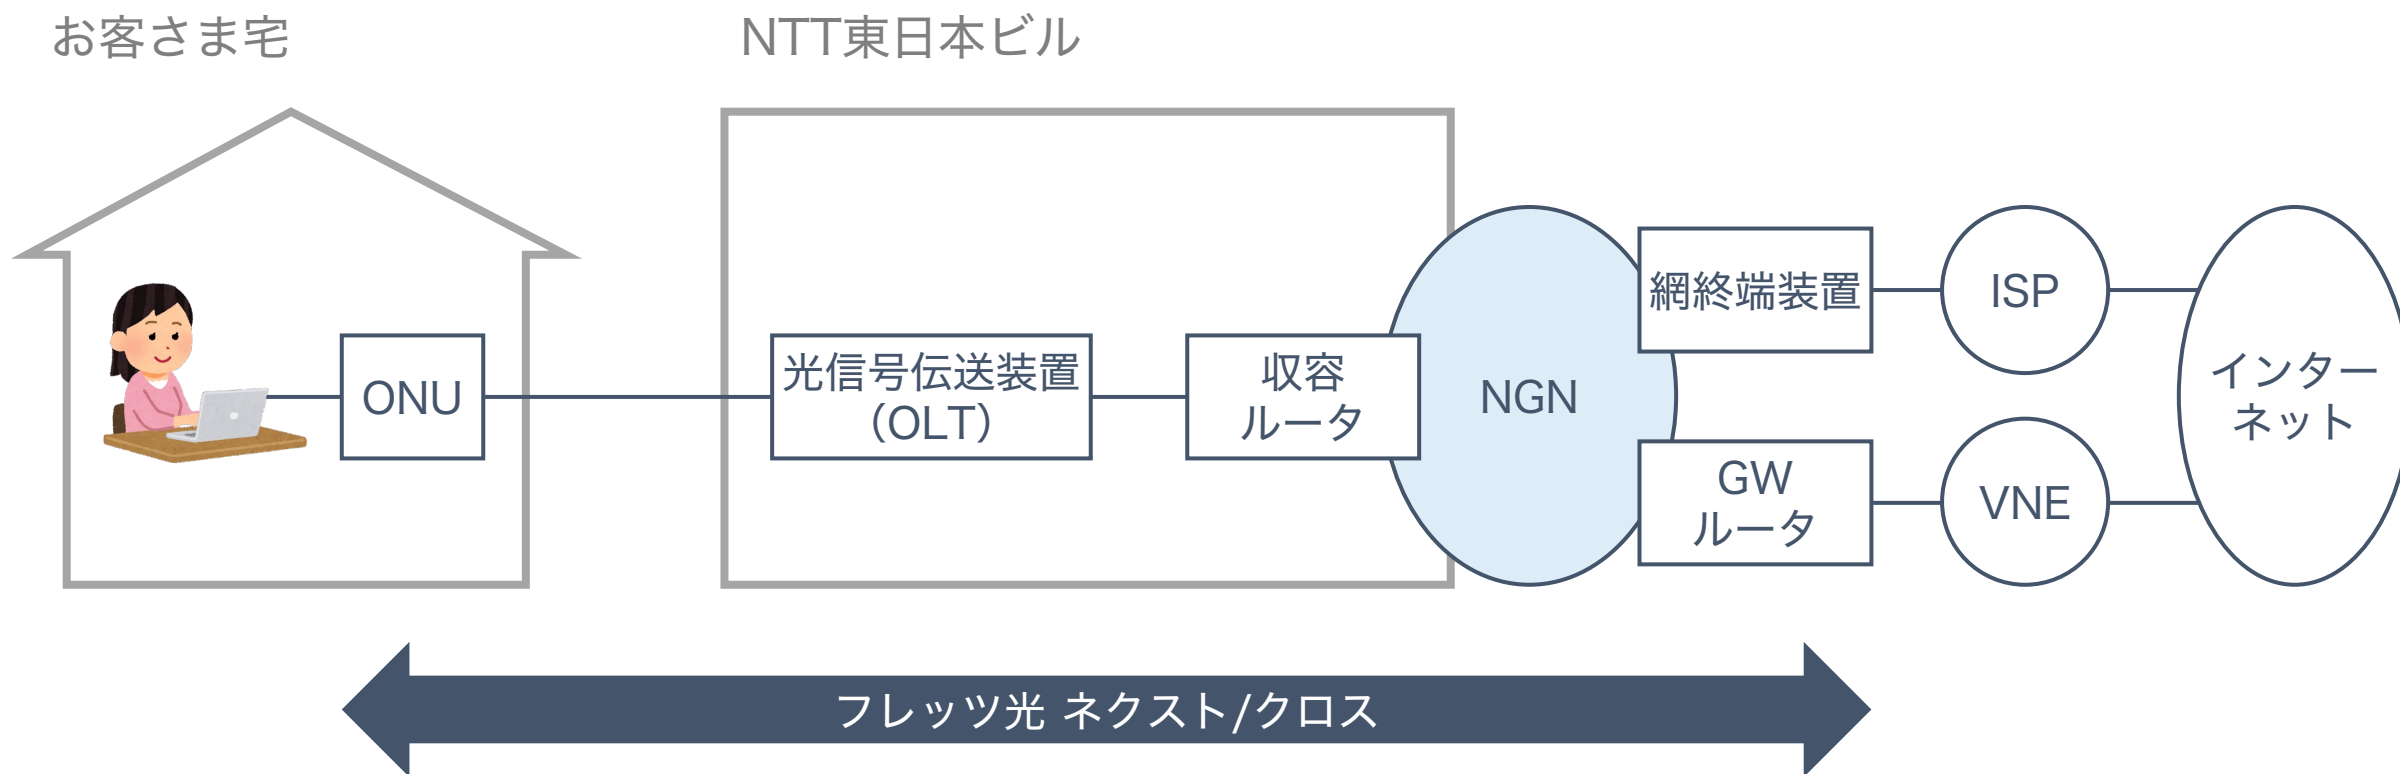 お客さま宅
NTT東日本ビル
ONU
光信号伝送装置
（OLT）
収容
ルータ
NGN
網終端装置
GW
ルータ
ISP
VNE
インター
ネット
フレッツ光 ネクスト/クロス